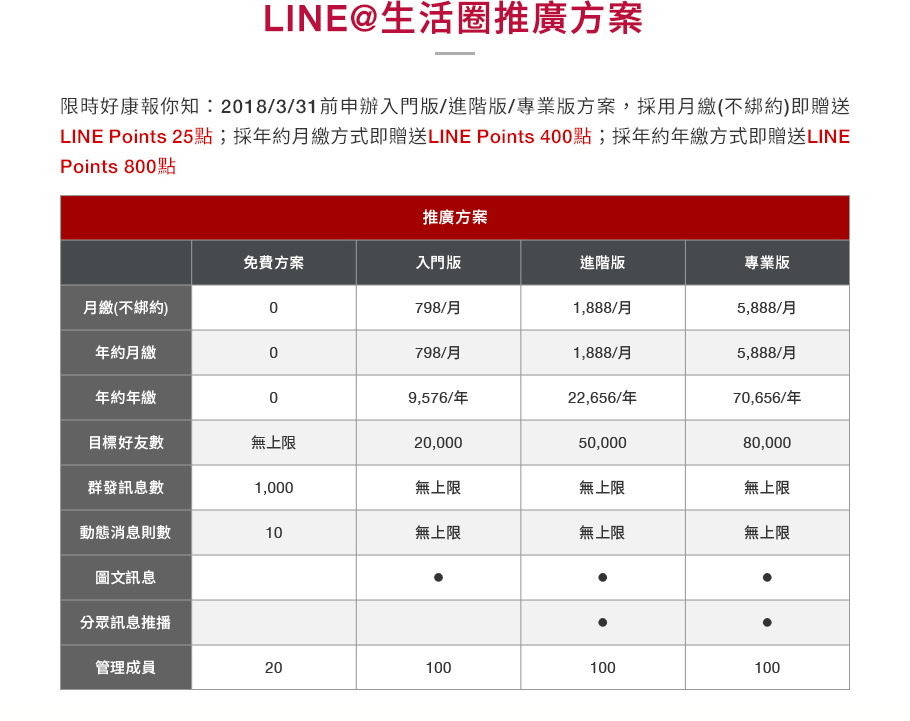 LINE@生活圈推廣方案
限時好康報你知：2018/3/31前申辦入門版/進階版/專業版方案，採用月繳(不綁約)即贈送
LINE Points 25點；採年約月繳方式即贈送LINE Points 400點；採年約年繳方式即贈送LINE
Points 800點
推廣方案
免費方案 入門版 進階版 專業版
月繳(不綁約) 0 798/月 1,888/月 5,888/月
年約月繳 0 798/月 1,888/月 5,888/月
年約年繳 0 9,576/年 22,656/年 70,656/年
目標好友數 無上限 20,000 50,000 80,000
群發訊息數 1,000 無上限 無上限 無上限
動態消息則數 10 無上限 無上限 無上限
圖文訊息 ● ● ●
分眾訊息推播 ● ●
管理成員 20 100 100 100